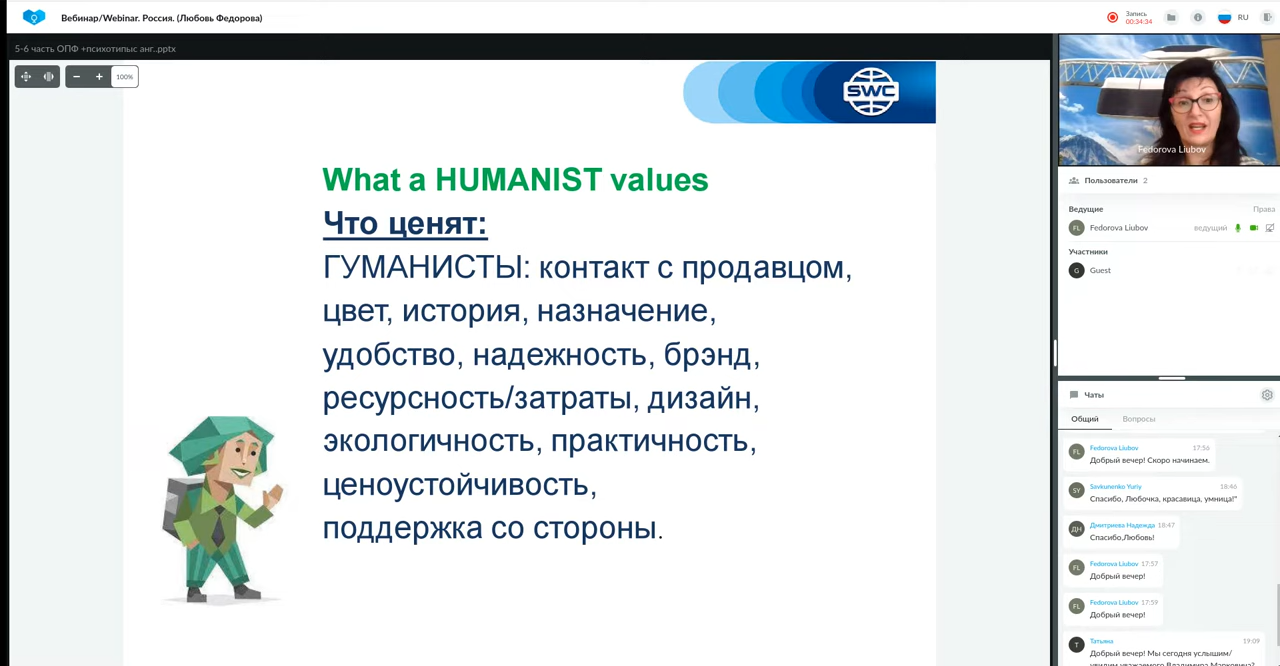 Вебинар/Webinar. Россия. (Любовь Федорова)
Запись
00:34:34
RU
5-6 часть ОПФ +психотипыс анг..pptx
100%
SWC
What a HUMANIST values
Что ценят:
ГУМАНИСТЫ: контакт с продавцом,
цвет, история, назначение,
удобство, надежность, брэнд,
ресурсность/затраты, дизайн,
экологичность, практичность,
ценоустойчивость,
поддержка со стороны.
Fedorova Liubov
Пользователи 2
Ведущие Права
FL Fedorova Liubov ведущий
Участники
G Guest
Чаты
Общий Вопросы
FL Fedorova Liubov 17:56
Добрый вечер! Скоро начинаем.
SY Savkunenko Yuriy 18:46
Спасибо, Любочка, красавица, умница!"
ДН Дмитриева Надежда 18:47
Спасибо,Любовь!
FL Fedorova Liubov 17:57
Добрый вечер!
FL Fedorova Liubov 17:59
Добрый вечер!
Т Татьяна 19:09
Добрый вечер! Мы сегодня услышим/
увидим уважаемого Владимира Марковича?